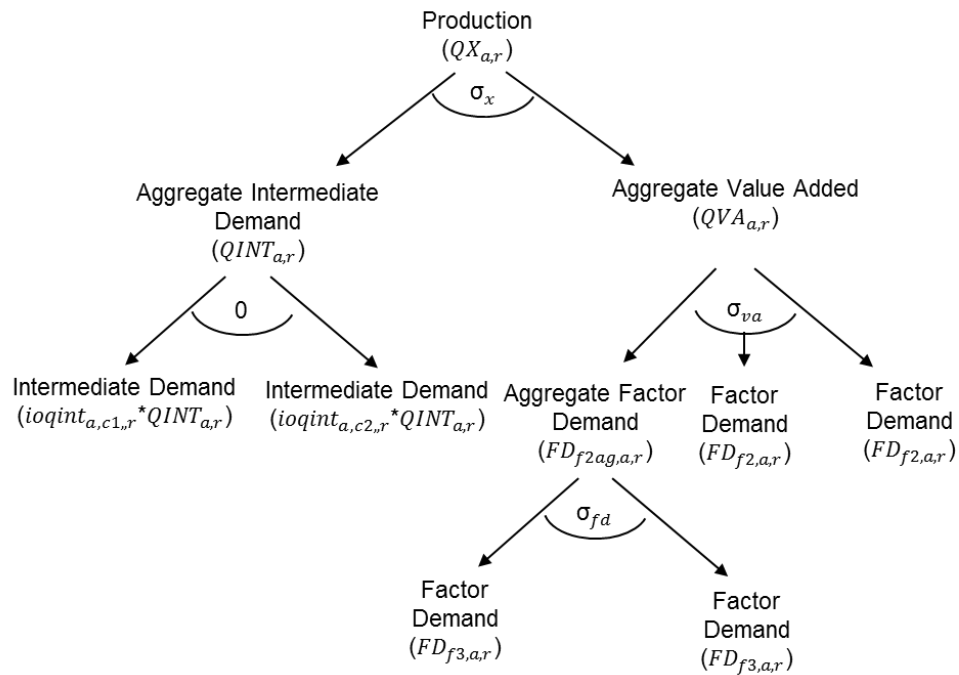 Production
(QX_{a,r})
σ_x
Aggregate Intermediate
Demand
(QINT_{a,r})
Aggregate Value Added
(QVA_{a,r})
0
σ_{va}
Intermediate Demand
(ioqint_{a,c1,,r}*QINT_{a,r})
Intermediate Demand
(ioqint_{a,c2,,r}*QINT_{a,r})
Aggregate Factor
Demand
(FD_{f2ag,a,r})
Factor
Demand
(FD_{f2,a,r})
Factor
Demand
(FD_{f2,a,r})
σ_{fd}
Factor
Demand
(FD_{f3,a,r})
Factor
Demand
(FD_{f3,a,r})